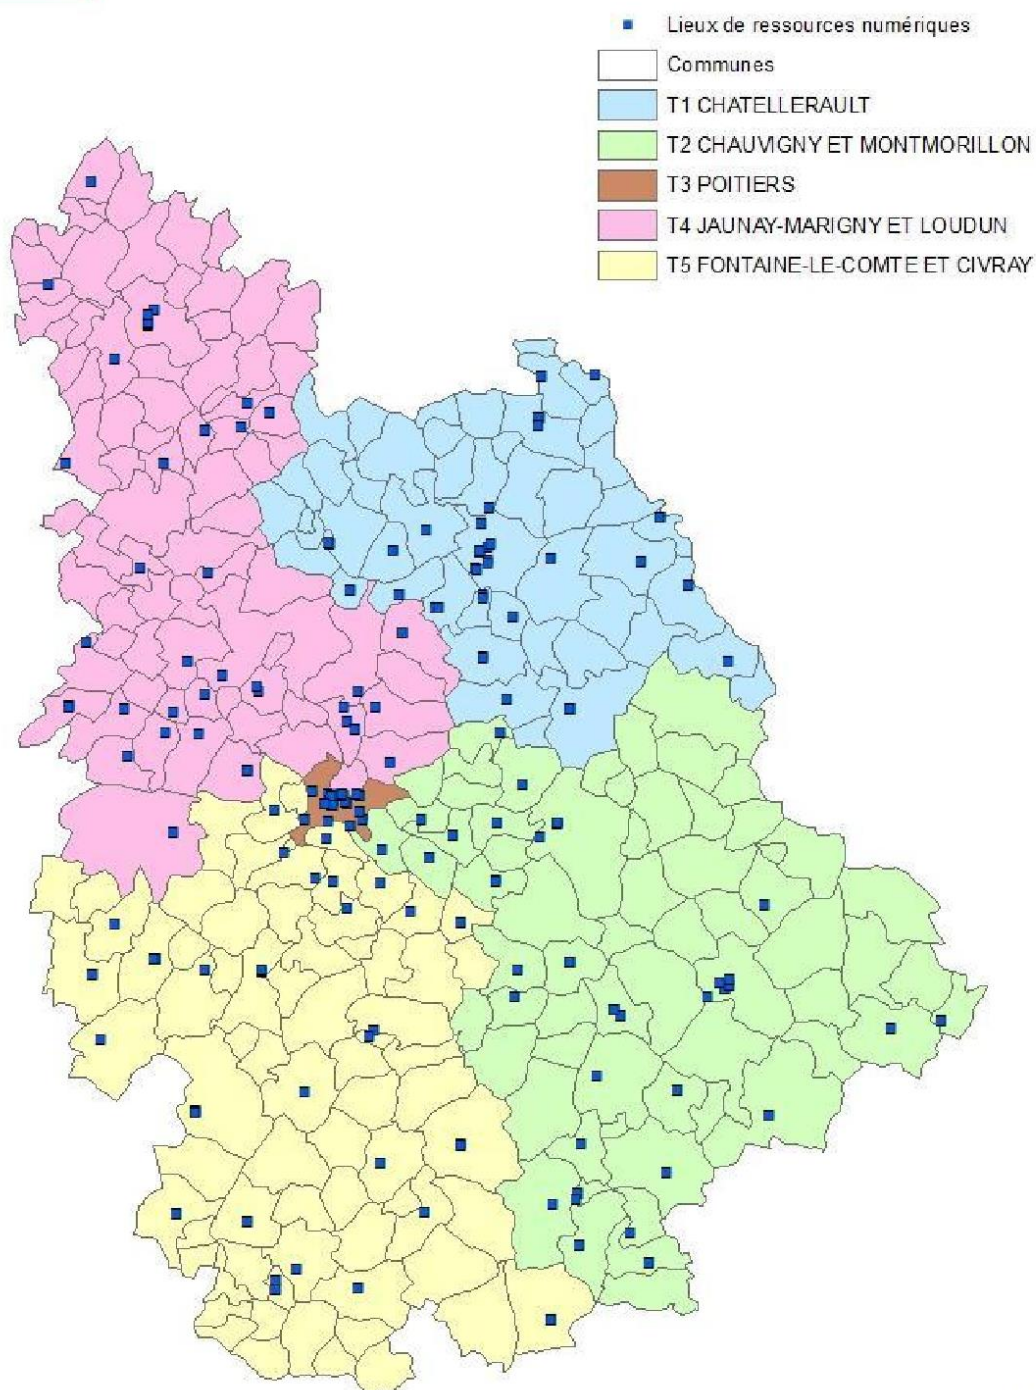 Lieux de ressources numériques
Communes
T1 CHATELLERAULT
T2 CHAUVIGNY ET MONTMORILLON
T3 POITIERS
T4 JAUNAY-MARIGNY ET LOUDUN
T5 FONTAINE-LE-COMTE ET CIVRAY